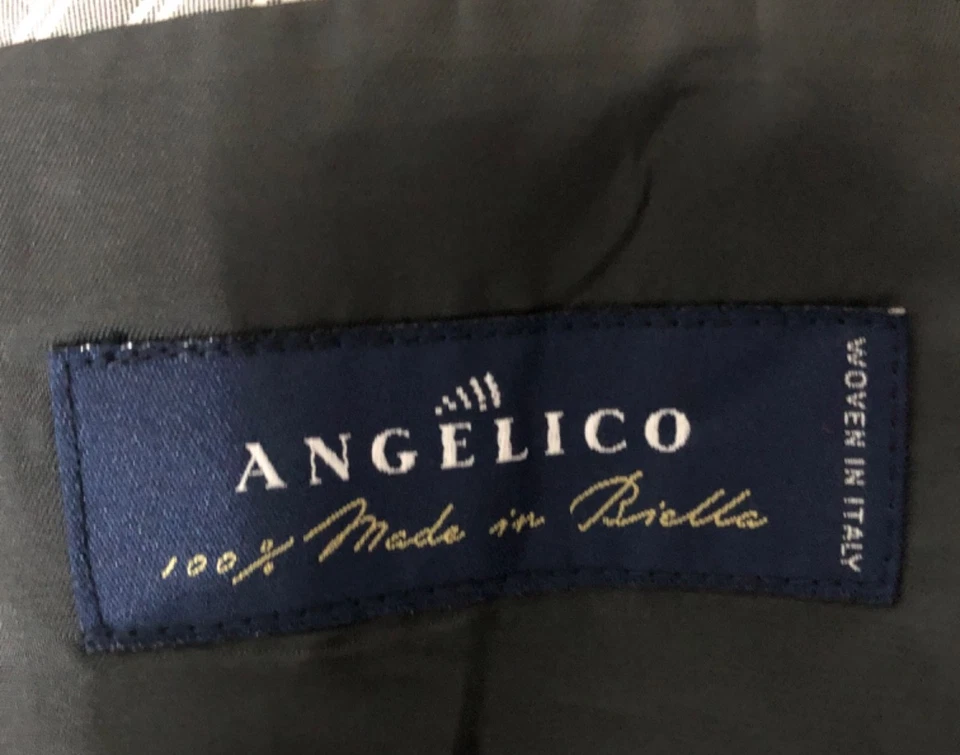 ANGELICO
100% Made in Biella
WOVEN IN ITALY